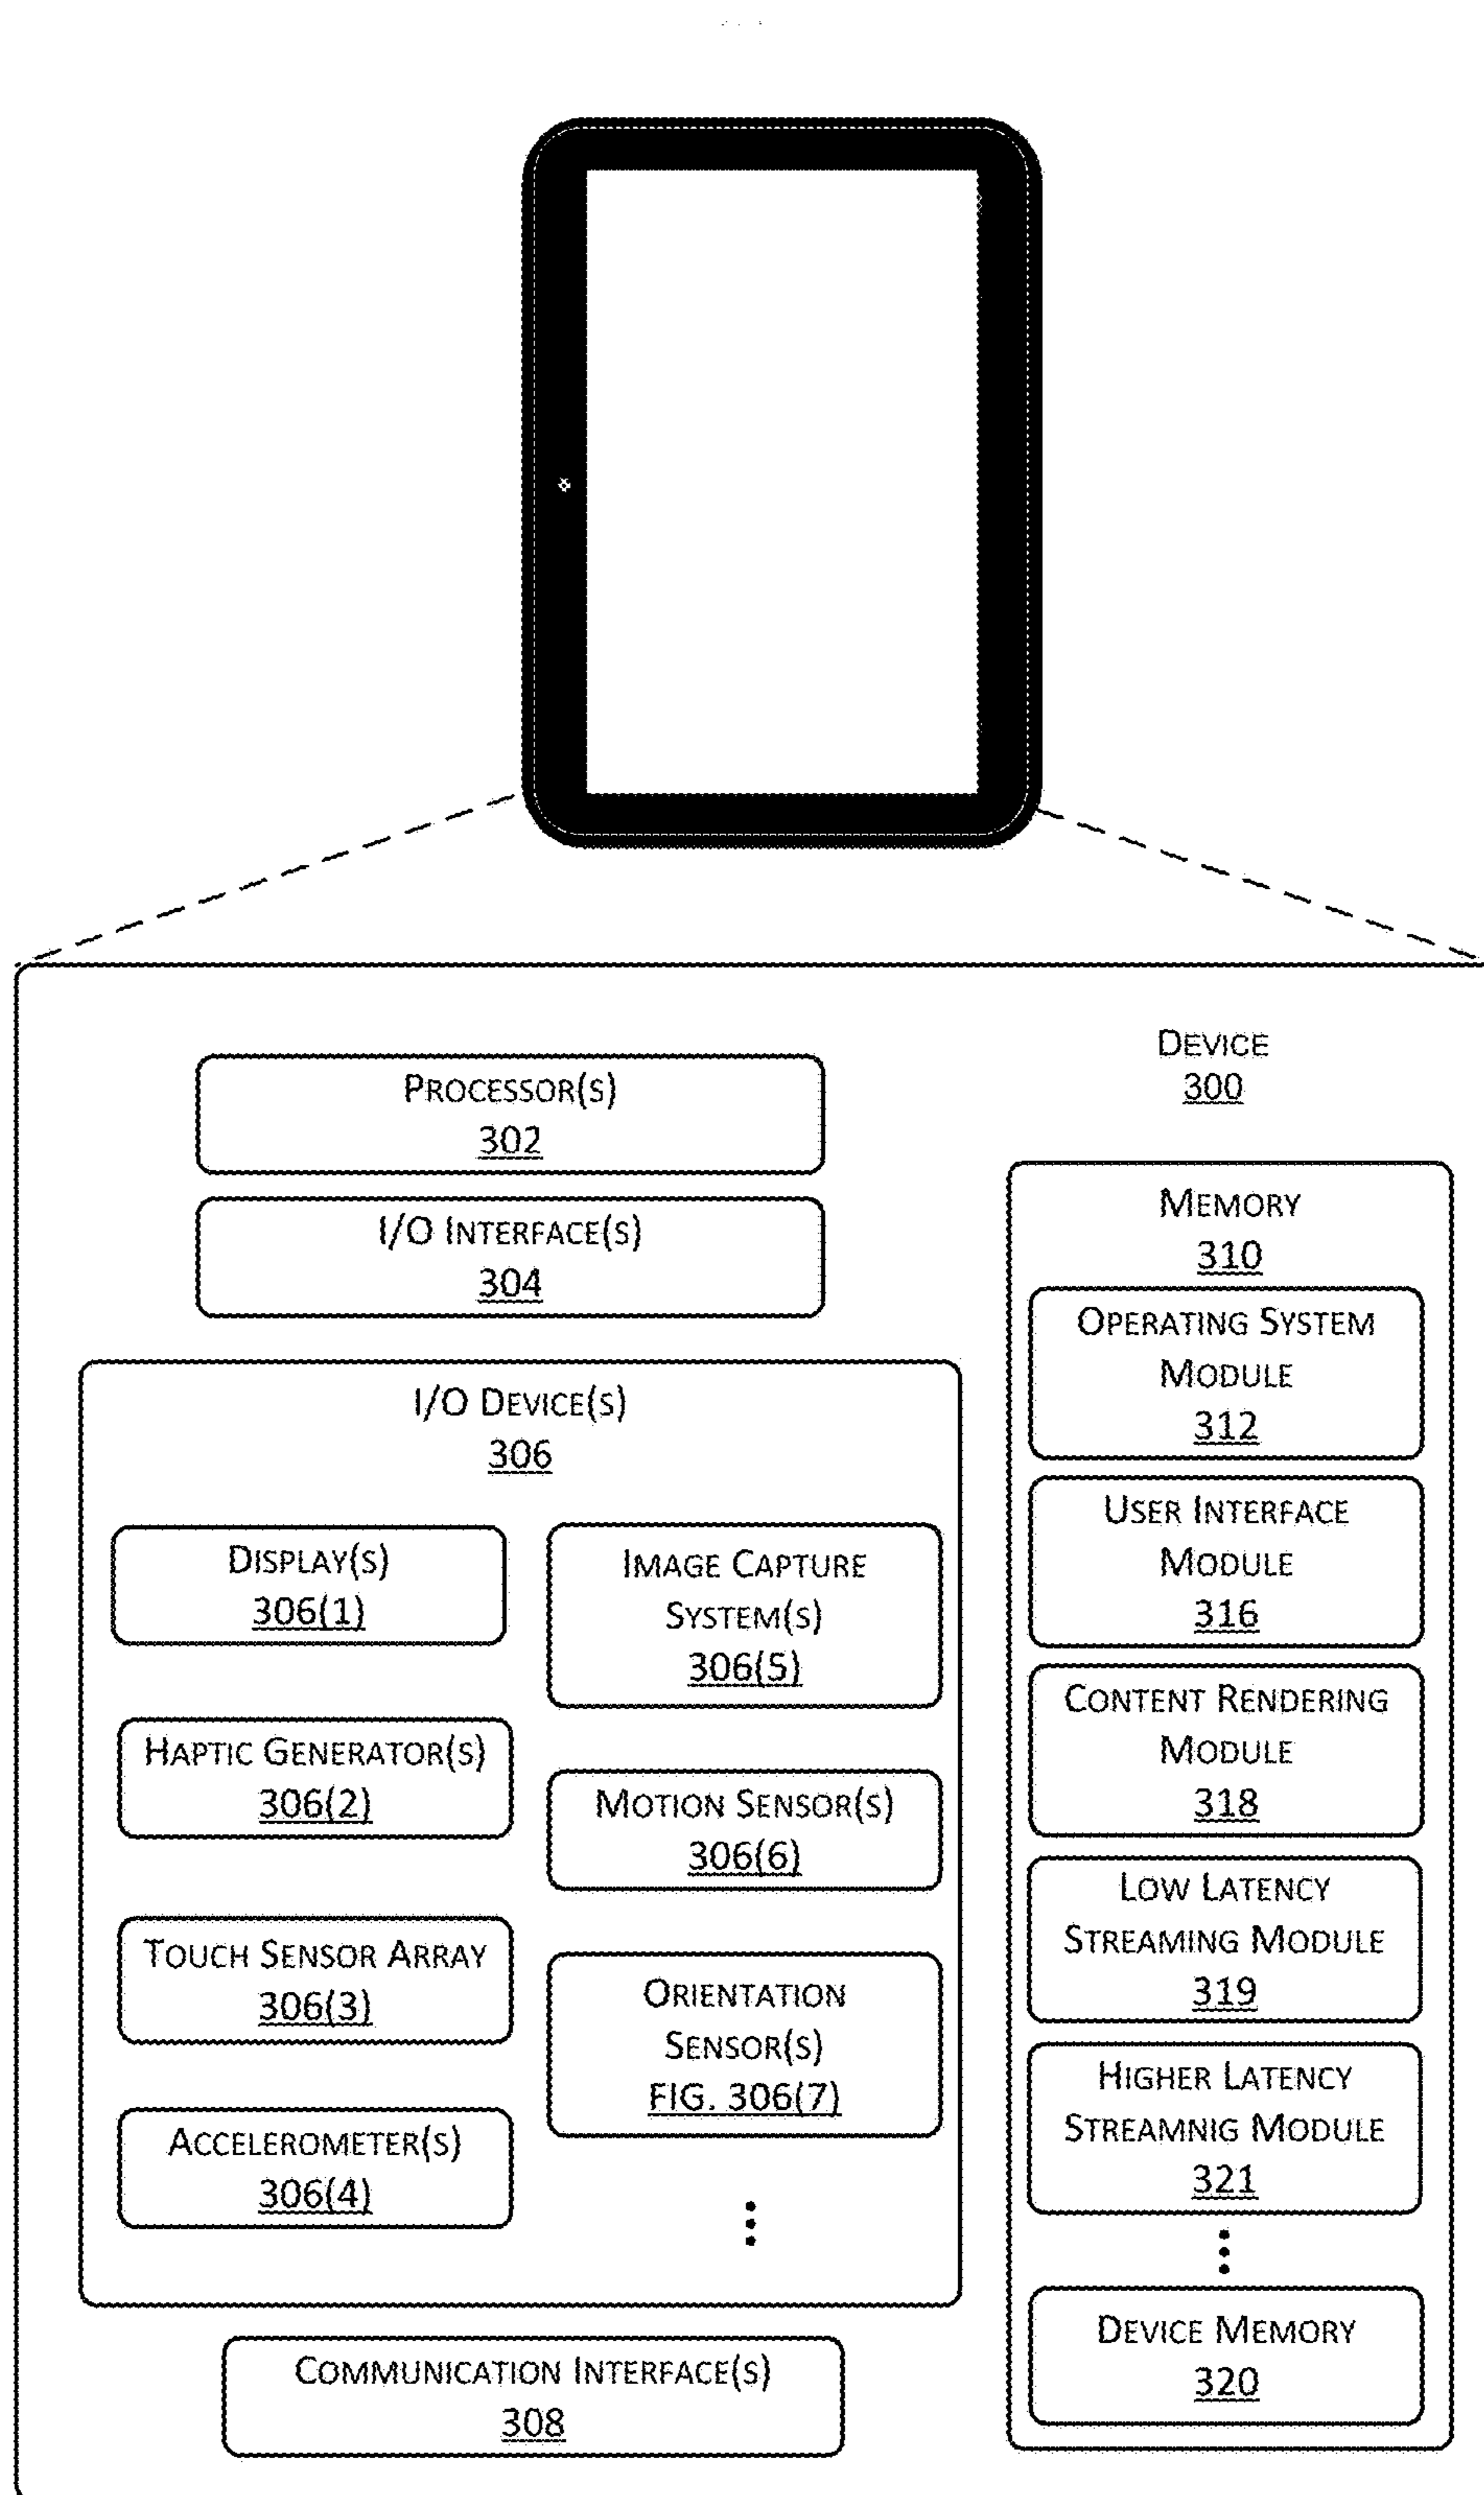 DEVICE
300
PROCESSOR(S)
302
I/O INTERFACE(S)
304
I/O DEVICE(S)
306
DISPLAY(S)
306(1)
HAPTIC GENERATOR(S)
306(2)
TOUCH SENSOR ARRAY
306(3)
ACCELEROMETER(S)
306(4)
IMAGE CAPTURE
SYSTEM(S)
306(5)
MOTION SENSOR(S)
306(6)
ORIENTATION
SENSOR(S)
FIG. 306(7)
COMMUNICATION INTERFACE(S)
308
MEMORY
310
OPERATING SYSTEM
MODULE
312
USER INTERFACE
MODULE
316
CONTENT RENDERING
MODULE
318
LOW LATENCY
STREAMING MODULE
319
HIGHER LATENCY
STREAMNIG MODULE
321
DEVICE MEMORY
320